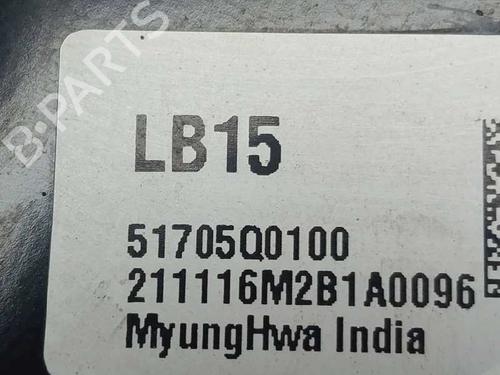 B-PARTS
LB15
51705Q0100
211116M2B1A0096
MyungHwa India